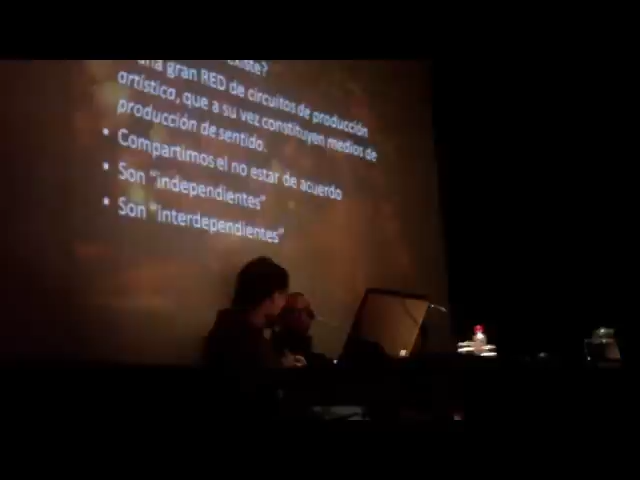 existe?
una gran RED de circuitos de producción
artístico, que a su vez constituyen medios de
producción de sentido.
• Compartimos el no estar de acuerdo
• Son "independientes"
• Son "interdependientes"